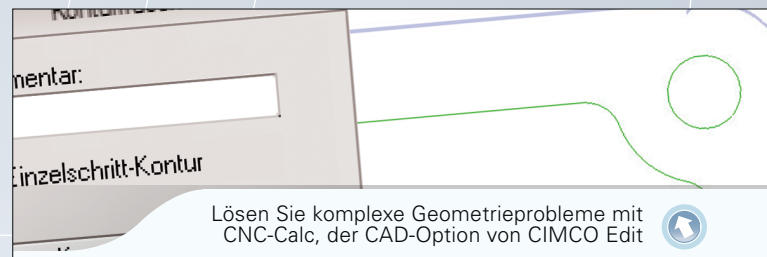 mentar:
Einzelschritt-Kontur
Lösen Sie komplexe Geometrieprobleme mit
CNC-Calc, der CAD-Option von CIMCO Edit